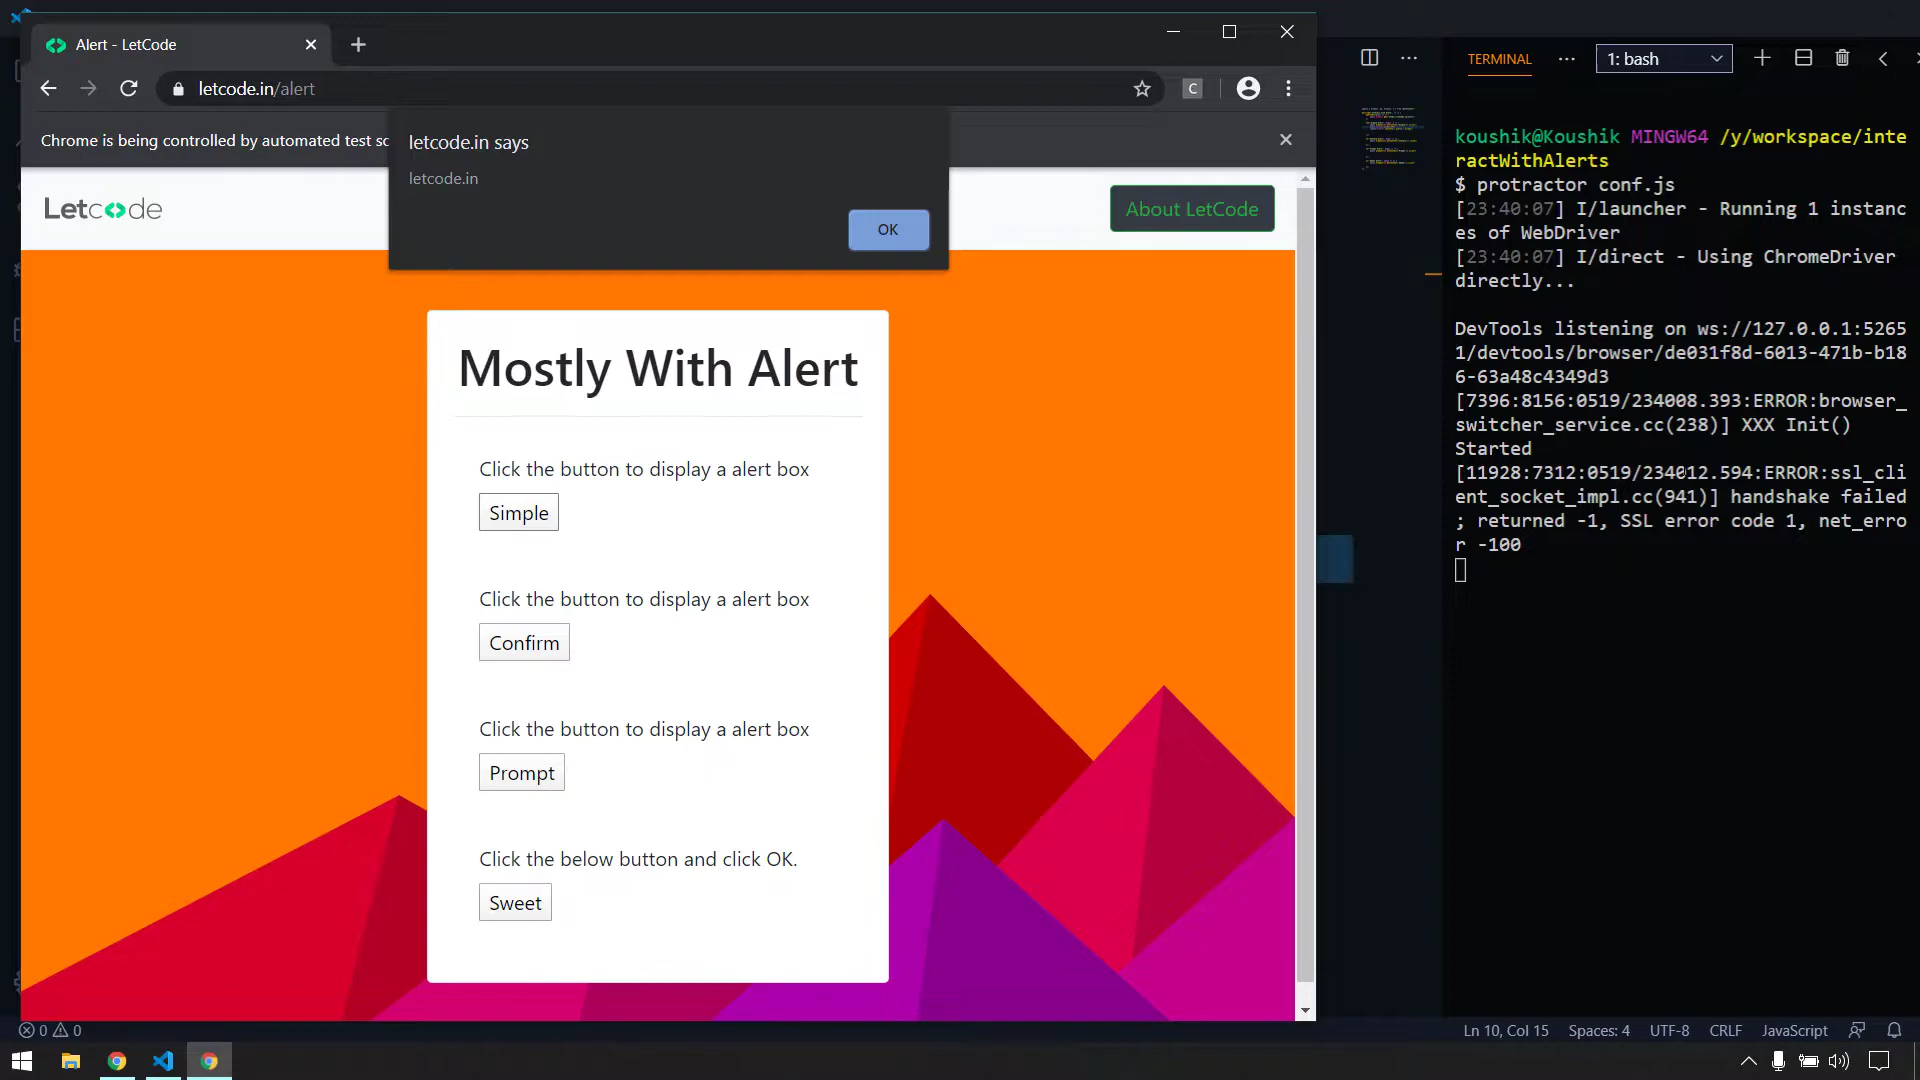 Alert - LetCode
letcode.in/alert
C
Chrome is being controlled by automated test sc
letcode.in says
letcode.in
OK
Letcode
About LetCode
Mostly With Alert
Click the button to display a alert box
Simple
Click the button to display a alert box
Confirm
Click the button to display a alert box
Prompt
Click the below button and click OK.
Sweet
TERMINAL
1: bash
koushik@Koushik MINGW64 /y/workspace/inte
ractWithAlerts
$ protractor conf.js
[23:40:07] I/launcher - Running 1 instanc
es of WebDriver
[23:40:07] I/direct - Using ChromeDriver
directly...
DevTools listening on ws://127.0.0.1:5265
1/devtools/browser/de031f8d-6013-471b-b18
6-63a48c4349d3
[7396:8156:0519/234008.393:ERROR:browser_
switcher_service.cc(238)] XXX Init()
Started
[11928:7312:0519/234012.594:ERROR:ssl_cli
ent_socket_impl.cc(941)] handshake failed
; returned -1, SSL error code 1, net_erro
r -100
0 0
Ln 10, Col 15
Spaces: 4
UTF-8
CRLF
JavaScript